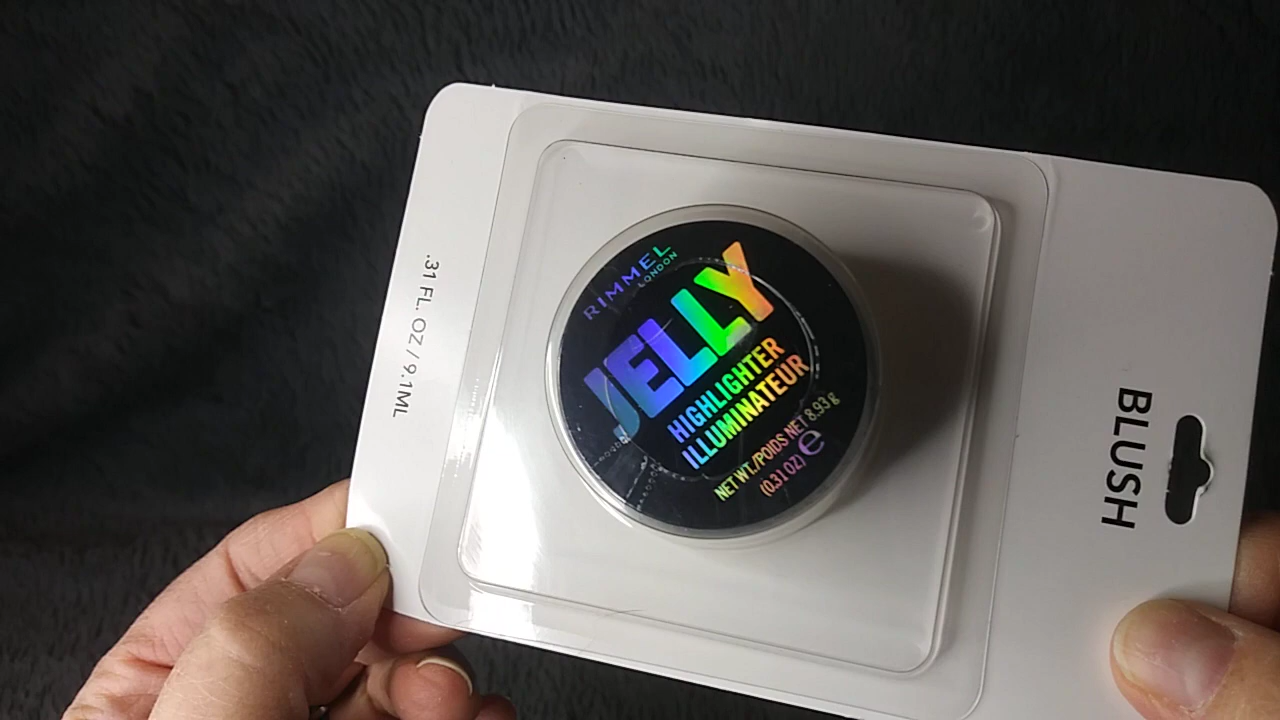 BLUSH
RIMMEL
LONDON
JELLY
HIGHLIGHTER
ILLUMINATEUR
NET WT./POIDS NET 8.93 g
(0.31 OZ) ℮
.31 FL. OZ / 9.1ML